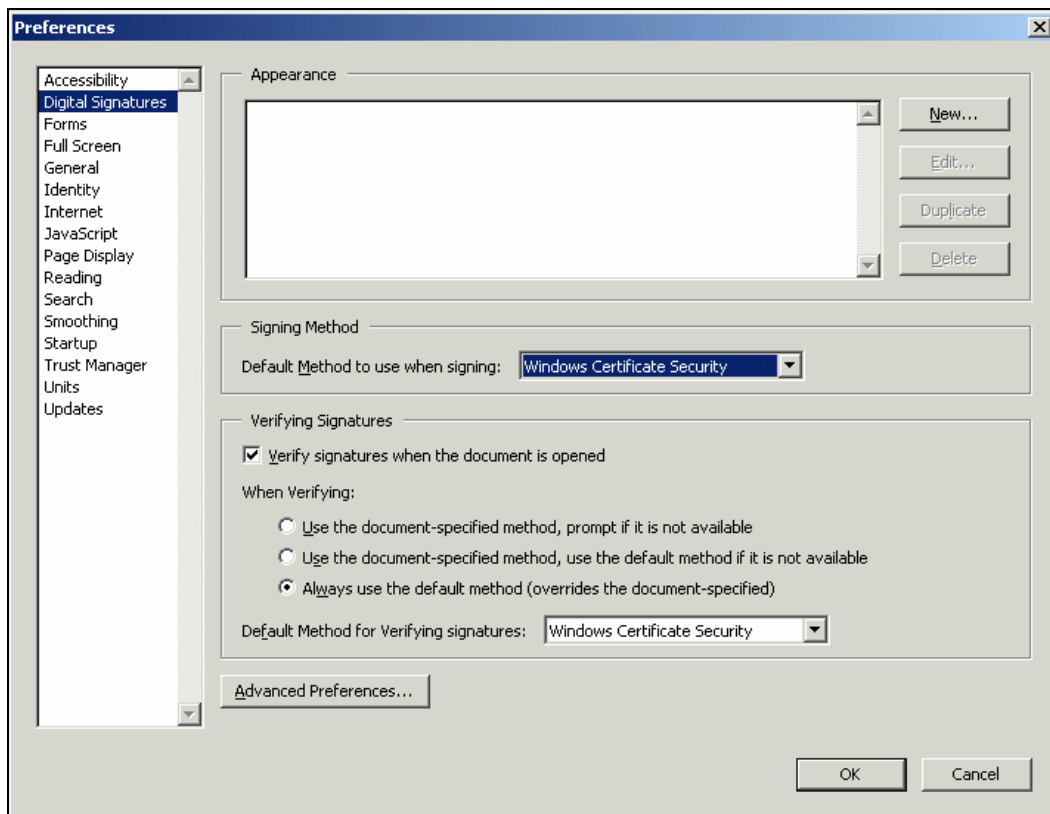 Preferences
Accessibility
Digital Signatures
Forms
Full Screen
General
Identity
Internet
JavaScript
Page Display
Reading
Search
Smoothing
Startup
Trust Manager
Units
Updates
Appearance
New...
Edit...
Duplicate
Delete
Signing Method
Default Method to use when signing: Windows Certificate Security
Verifying Signatures
Verify signatures when the document is opened
When Verifying:
Use the document-specified method, prompt if it is not available
Use the document-specified method, use the default method if it is not available
Always use the default method (overrides the document-specified)
Default Method for Verifying signatures: Windows Certificate Security
Advanced Preferences...
OK Cancel